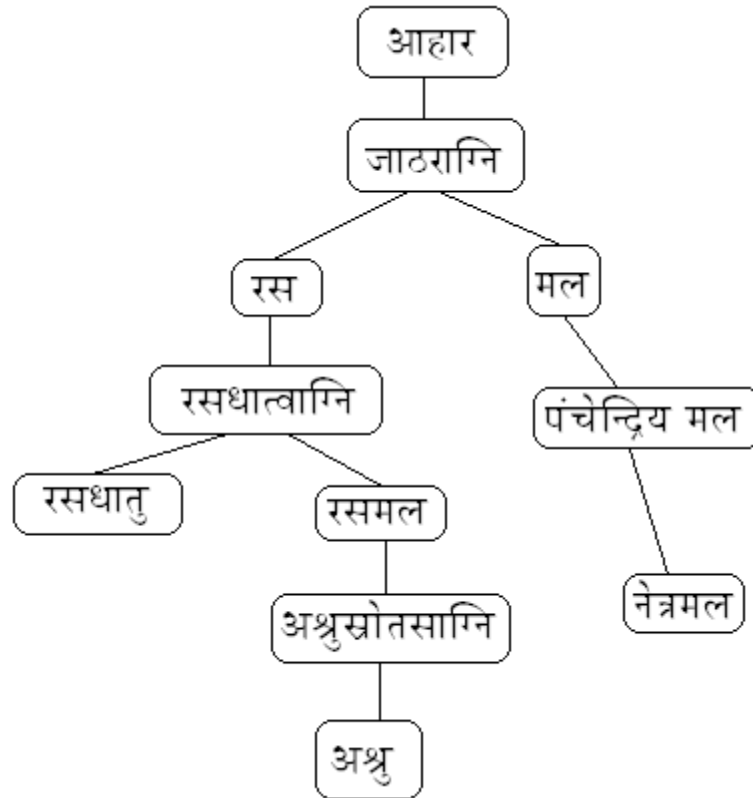 आहार
जाठराग्नि
रस
मल
रसधात्वाग्नि
पंचेन्द्रिय मल
रसधातु
रसमल
नेत्रमल
अश्रुस्रोतसाग्नि
अश्रु